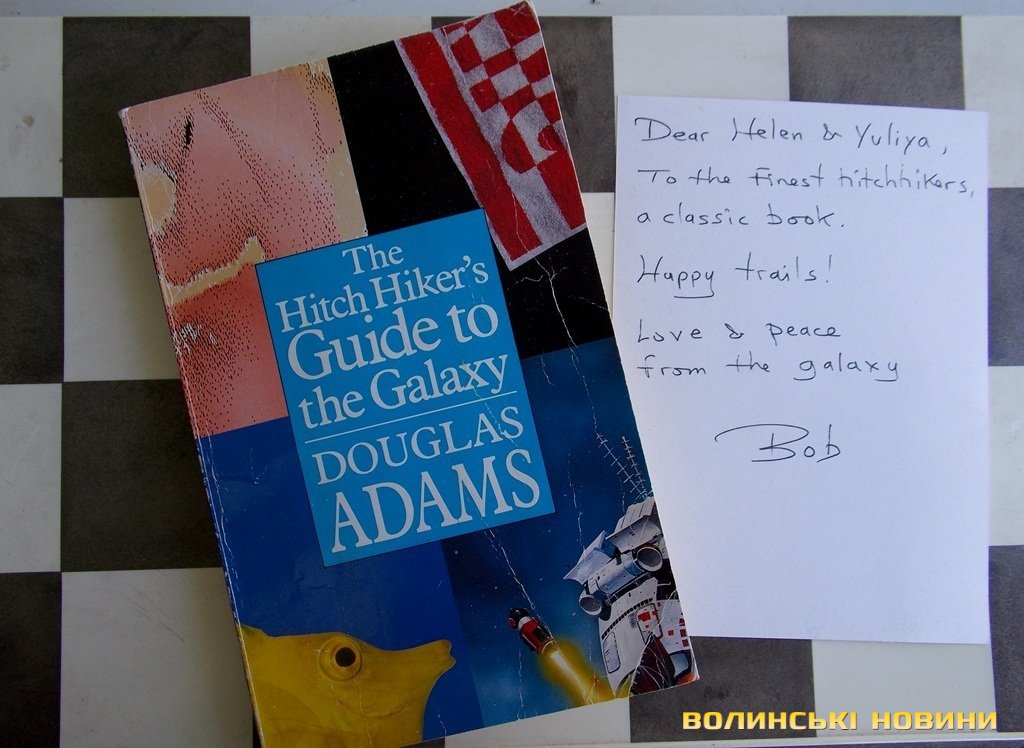 The
Hitch Hiker's
Guide to
the Galaxy
DOUGLAS
ADAMS
Dear Helen & Yuliya,
To the finest hitchhikers,
a classic book.
Happy trails!
Love & peace
from the galaxy
Bob
ВОЛИНСЬКІ НОВИНИ